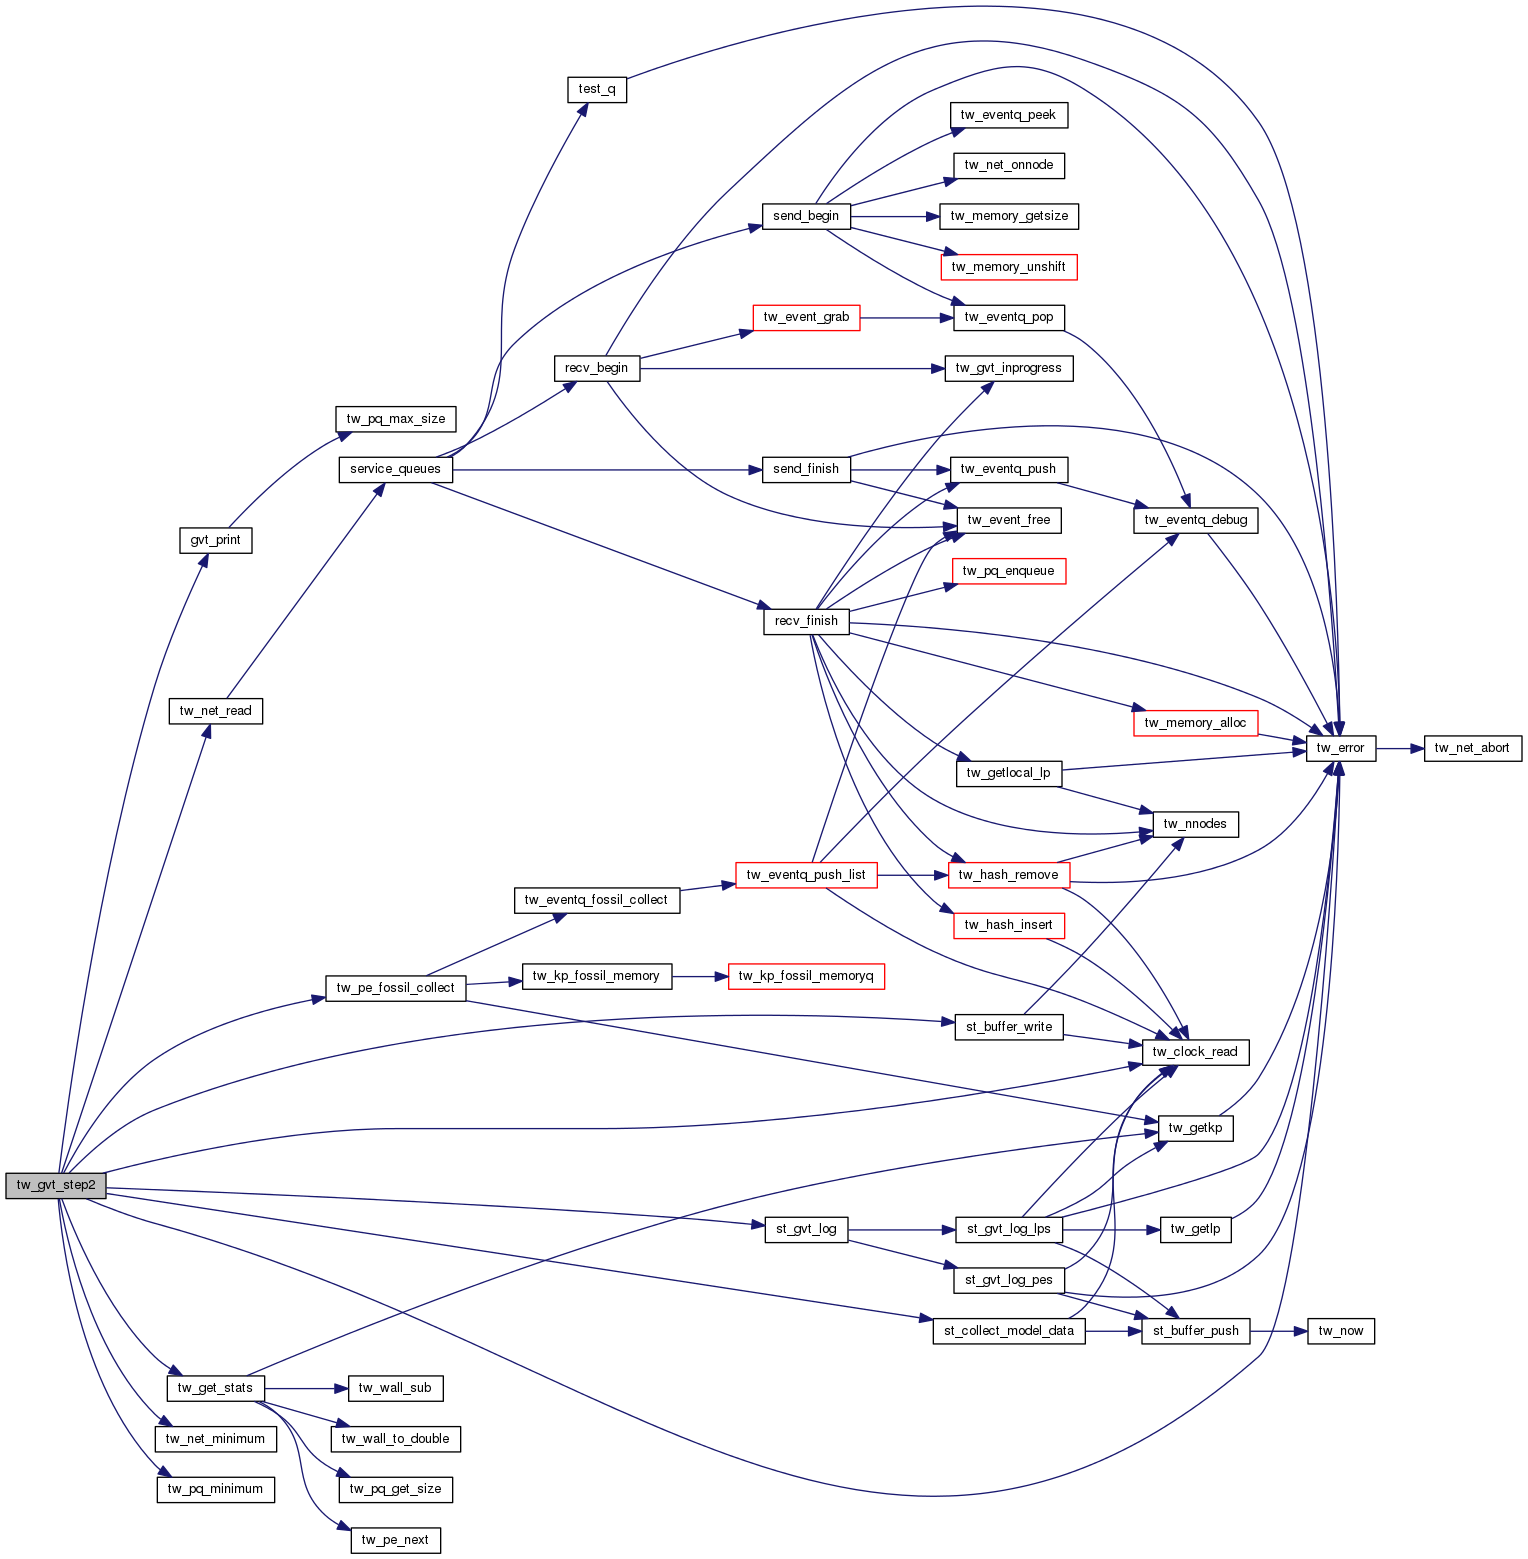 test_q
tw_eventq_peek
tw_net_onnode
send_begin
tw_memory_getsize
tw_memory_unshift
tw_event_grab
tw_eventq_pop
recv_begin
tw_gvt_inprogress
tw_pq_max_size
service_queues
send_finish
tw_eventq_push
tw_event_free
tw_eventq_debug
gvt_print
tw_pq_enqueue
recv_finish
tw_net_read
tw_memory_alloc
tw_error
tw_net_abort
tw_getlocal_lp
tw_nnodes
tw_eventq_push_list
tw_hash_remove
tw_eventq_fossil_collect
tw_hash_insert
tw_kp_fossil_memory
tw_kp_fossil_memoryq
tw_pe_fossil_collect
st_buffer_write
tw_clock_read
tw_getkp
tw_gvt_step2
st_gvt_log
st_gvt_log_lps
tw_getlp
st_gvt_log_pes
st_collect_model_data
st_buffer_push
tw_now
tw_get_stats
tw_wall_sub
tw_net_minimum
tw_wall_to_double
tw_pq_minimum
tw_pq_get_size
tw_pe_next